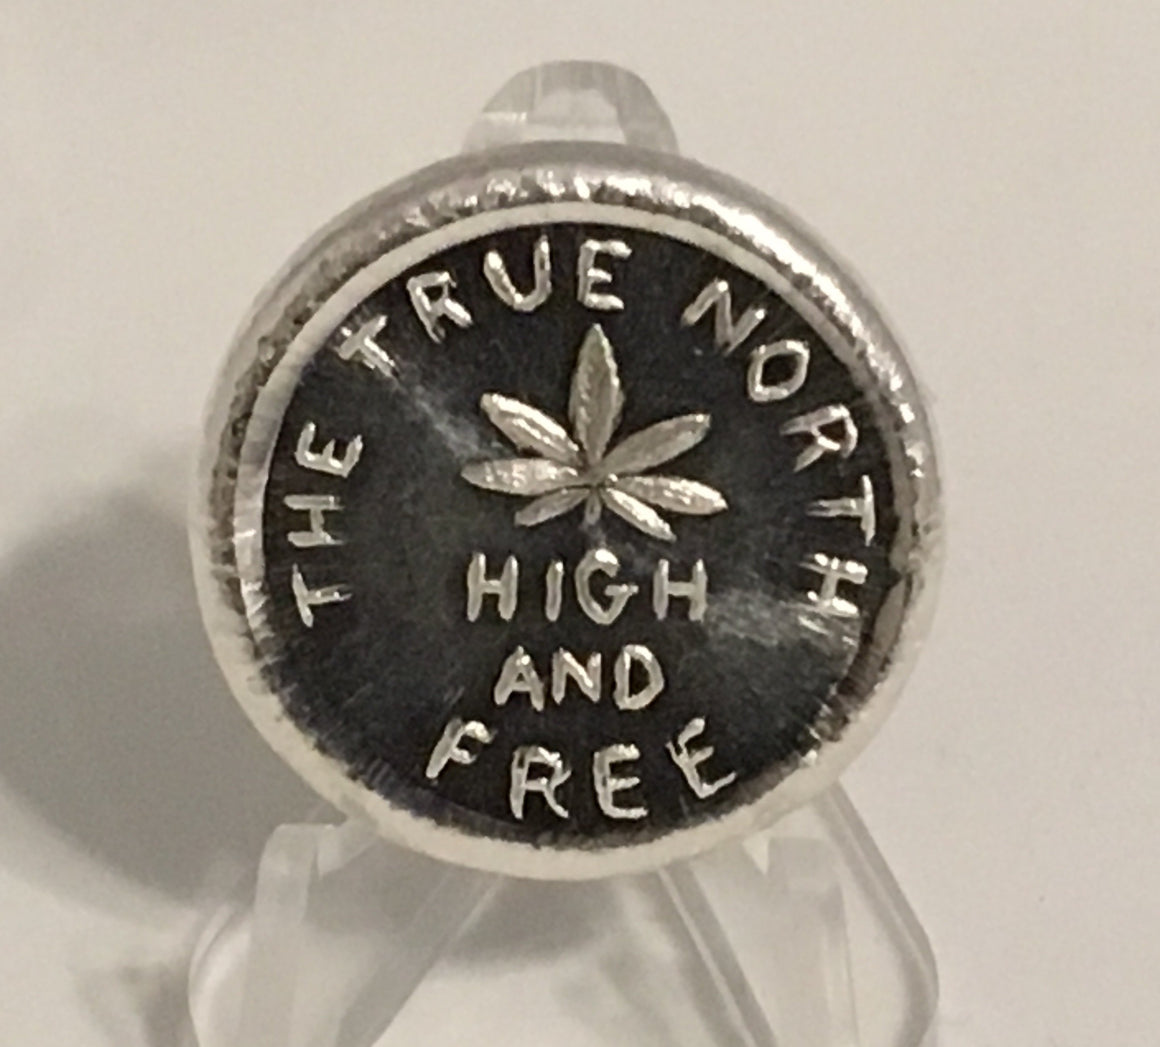 THE TRUE NORTH
HIGH
AND
FREE